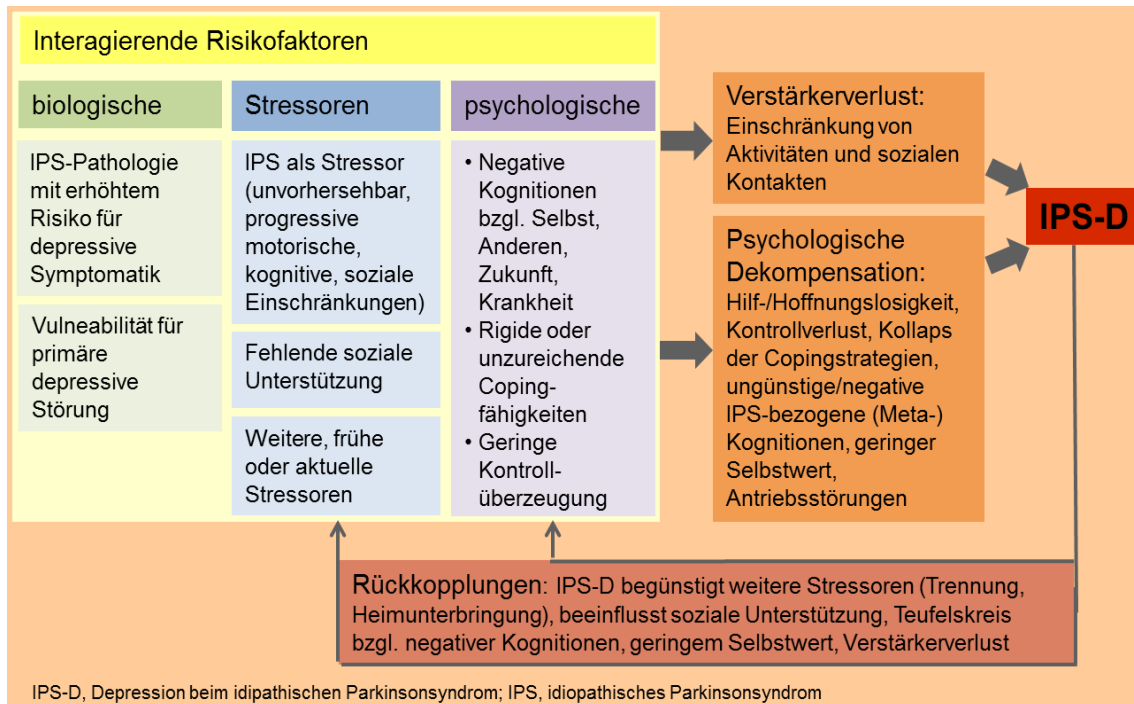 Interagierende Risikofaktoren
biologische
IPS-Pathologie
mit erhöhtem
Risiko für
depressive
Symptomatik
Vulneabilität für
primäre
depressive
Störung
Stressoren
IPS als Stressor
(unvorhersehbar,
progressive
motorische,
kognitive, soziale
Einschränkungen)
Fehlende soziale
Unterstützung
Weitere, frühe
oder aktuelle
Stressoren
psychologische
• Negative
Kognitionen
bzgl. Selbst,
Anderen,
Zukunft,
Krankheit
• Rigide oder
unzureichende
Coping-
fähigkeiten
• Geringe
Kontroll-
überzeugung
Verstärkerverlust:
Einschränkung von
Aktivitäten und sozialen
Kontakten
Psychologische
Dekompensation:
Hilf-/Hoffnungslosigkeit,
Kontrollverlust, Kollaps
der Copingstrategien,
ungünstige/negative
IPS-bezogene (Meta-)
Kognitionen, geringer
Selbstwert,
Antriebsstörungen
IPS-D
Rückkopplungen: IPS-D begünstigt weitere Stressoren (Trennung,
Heimunterbringung), beeinflusst soziale Unterstützung, Teufelskreis
bzgl. negativer Kognitionen, geringem Selbstwert, Verstärkerverlust
IPS-D, Depression beim idipathischen Parkinsonsyndrom; IPS, idiopathisches Parkinsonsyndrom